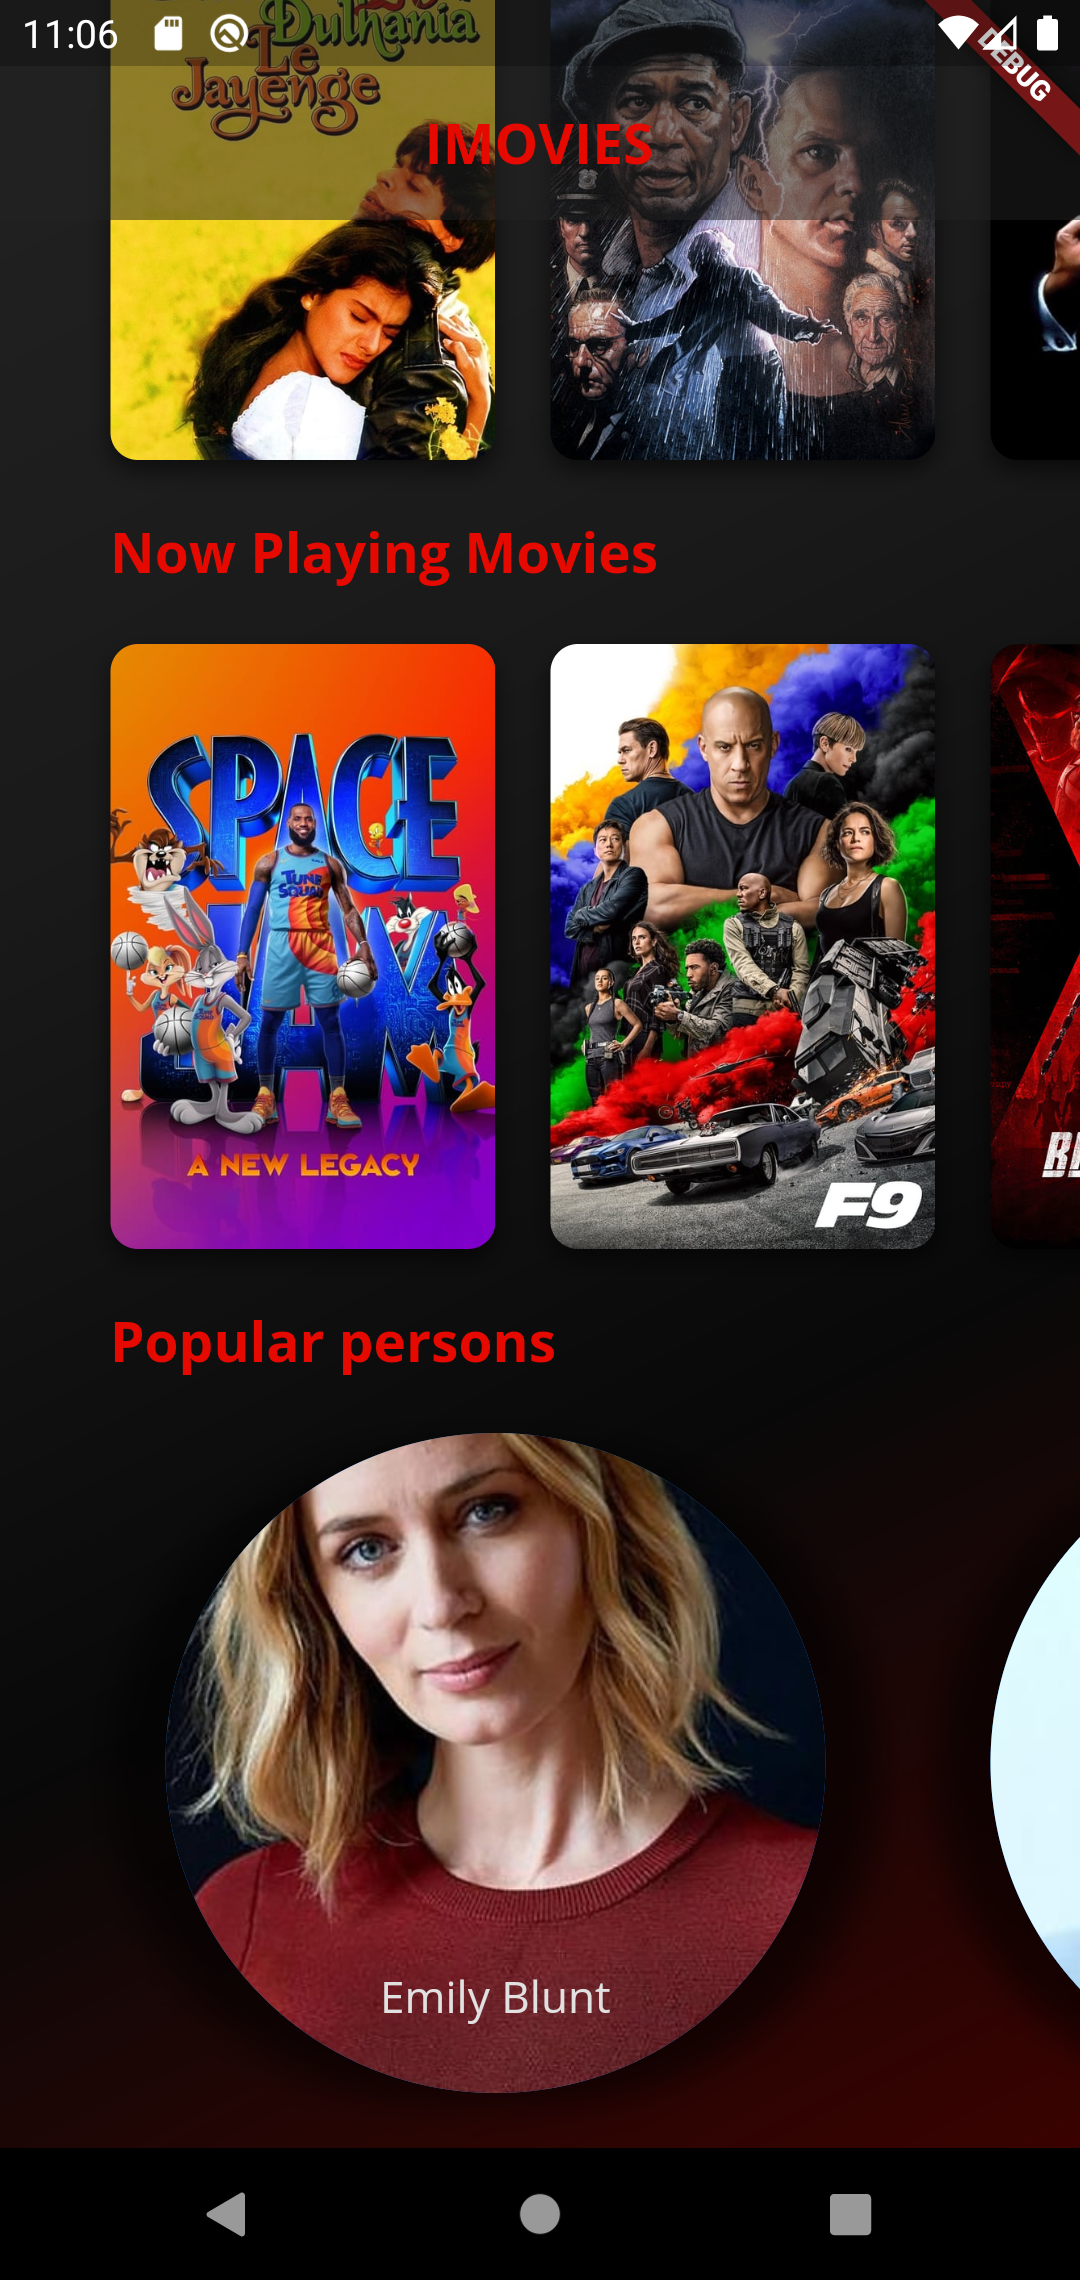 11:06
DEBUG
Dulhania
Le
Jayenge
IMOVIES
Now Playing Movies
SPACE
JAM
TUNE
SQUAD
A NEW LEGACY
F9
Popular persons
Emily Blunt